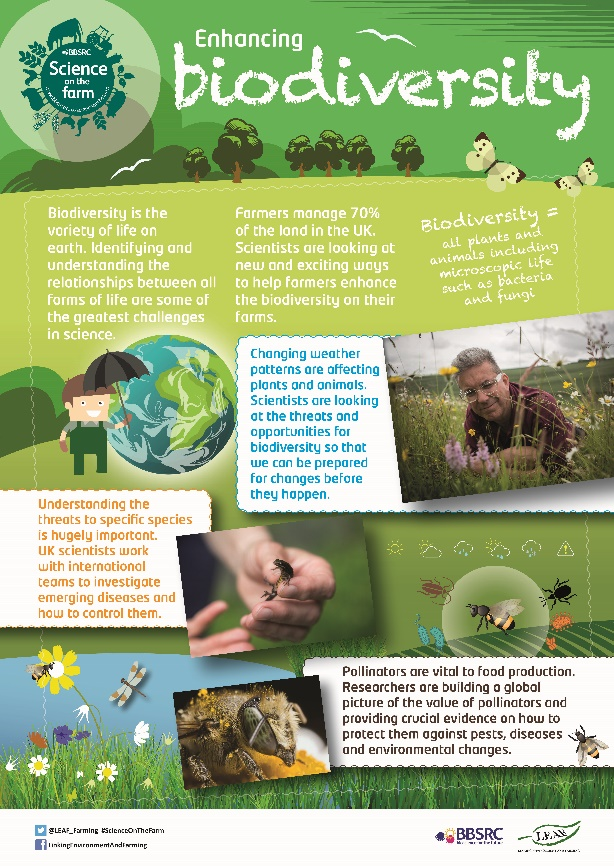 BBSRC
Science
on the
farm
Enhancing
biodiversity
Biodiversity is the
variety of life on
earth. Identifying and
understanding the
relationships between all
forms of life are some of
the greatest challenges
in science.
Farmers manage 70%
of the land in the UK.
Scientists are looking at
new and exciting ways
to help farmers enhance
the biodiversity on their
farms.
Biodiversity =
all plants and
animals including
microscopic life
such as bacteria
and fungi
Changing weather
patterns are affecting
plants and animals.
Scientists are looking
at the threats and
opportunities for
biodiversity so that
we can be prepared
for changes before
they happen.
Understanding the
threats to specific species
is hugely important.
UK scientists work
with international
teams to investigate
emerging diseases and
how to control them.
Pollinators are vital to food production.
Researchers are building a global
picture of the value of pollinators and
providing crucial evidence on how to
protect them against pests, diseases
and environmental changes.
@LEAF_Farming #ScienceOnTheFarm
LinkingEnvironmentAndFarming
BBSRC
LEAF